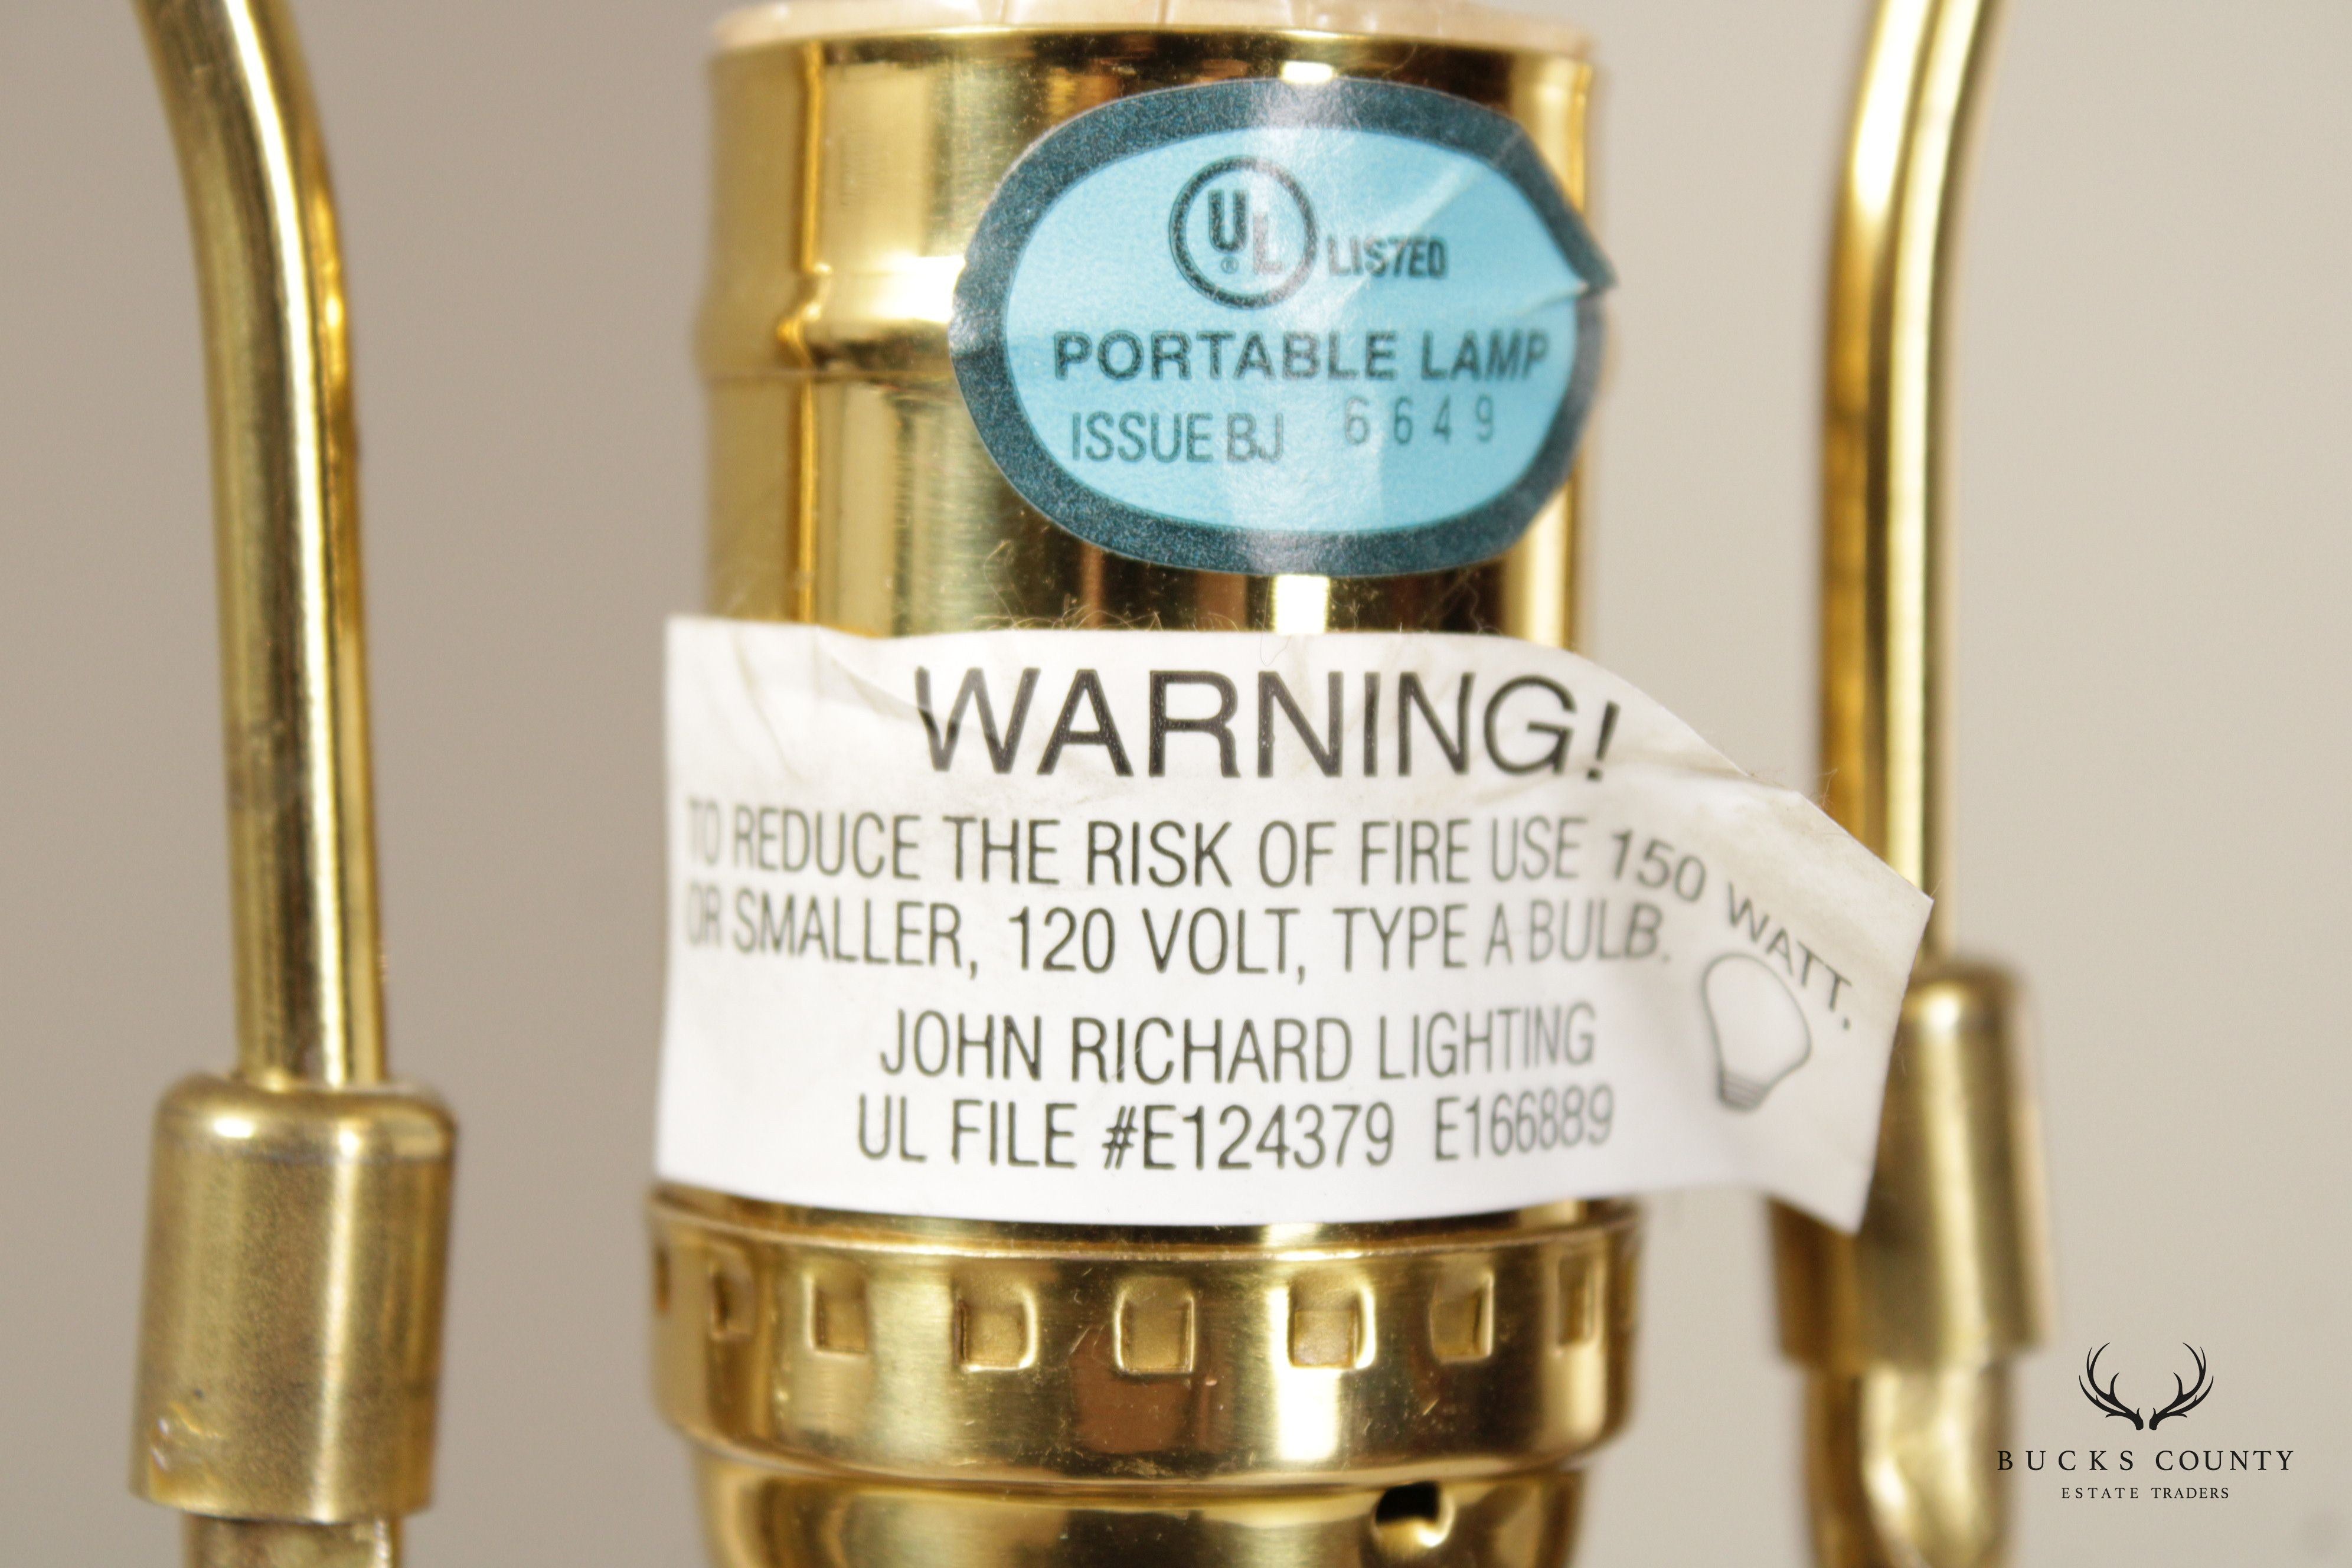 UL® LISTED
PORTABLE LAMP
ISSUE BJ 6649
WARNING!
TO REDUCE THE RISK OF FIRE USE 150 WATT.
OR SMALLER, 120 VOLT, TYPE A BULB.
JOHN RICHARD LIGHTING
UL FILE #E124379 E166889
BUCKS COUNTY
ESTATE TRADERS